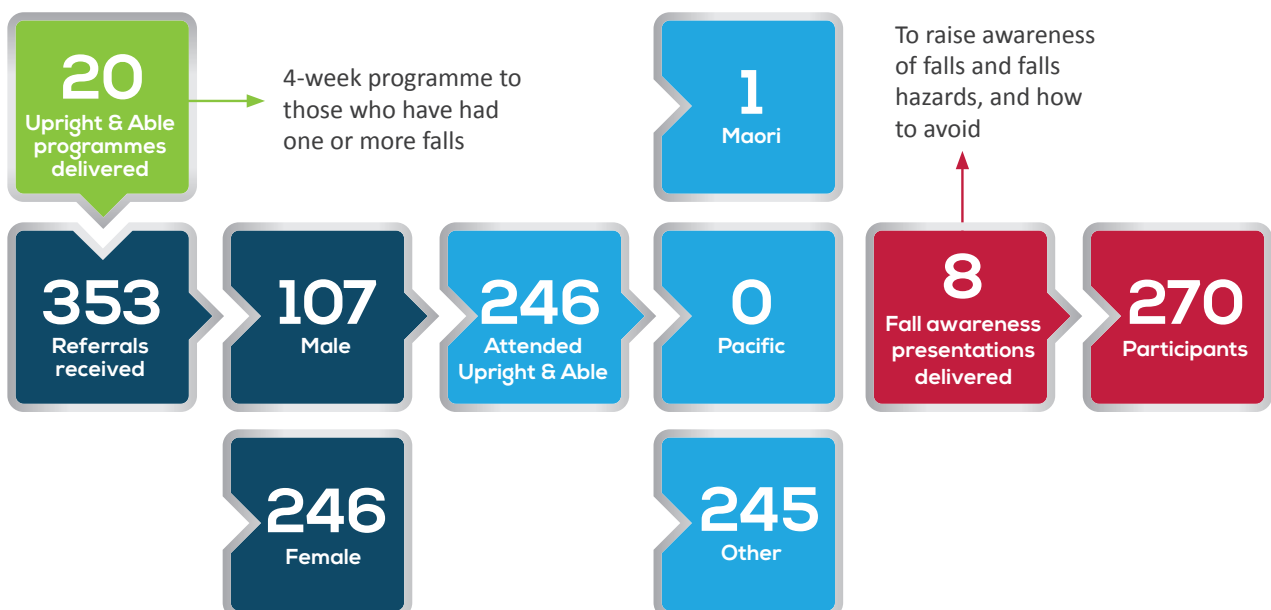 20
Upright & Able
programmes
delivered
4-week programme to
those who have had
one or more falls
1
Maori
To raise awareness
of falls and falls
hazards, and how
to avoid
353
Referrals
received
107
Male
246
Attended
Upright & Able
0
Pacific
8
Fall awareness
presentations
delivered
270
Participants
246
Female
245
Other